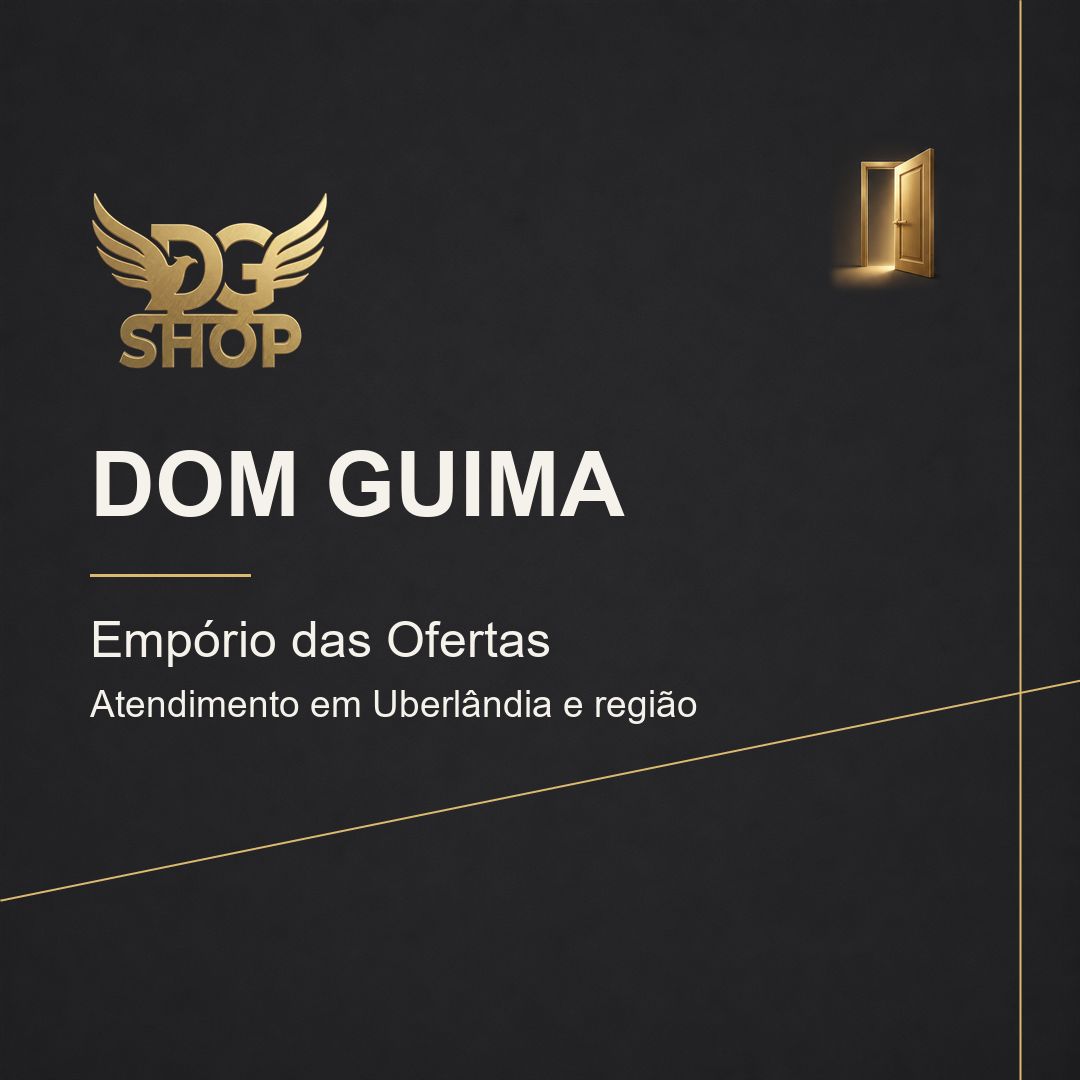 DG
SHOP
DOM GUIMA
Empório das Ofertas
Atendimento em Uberlândia e região